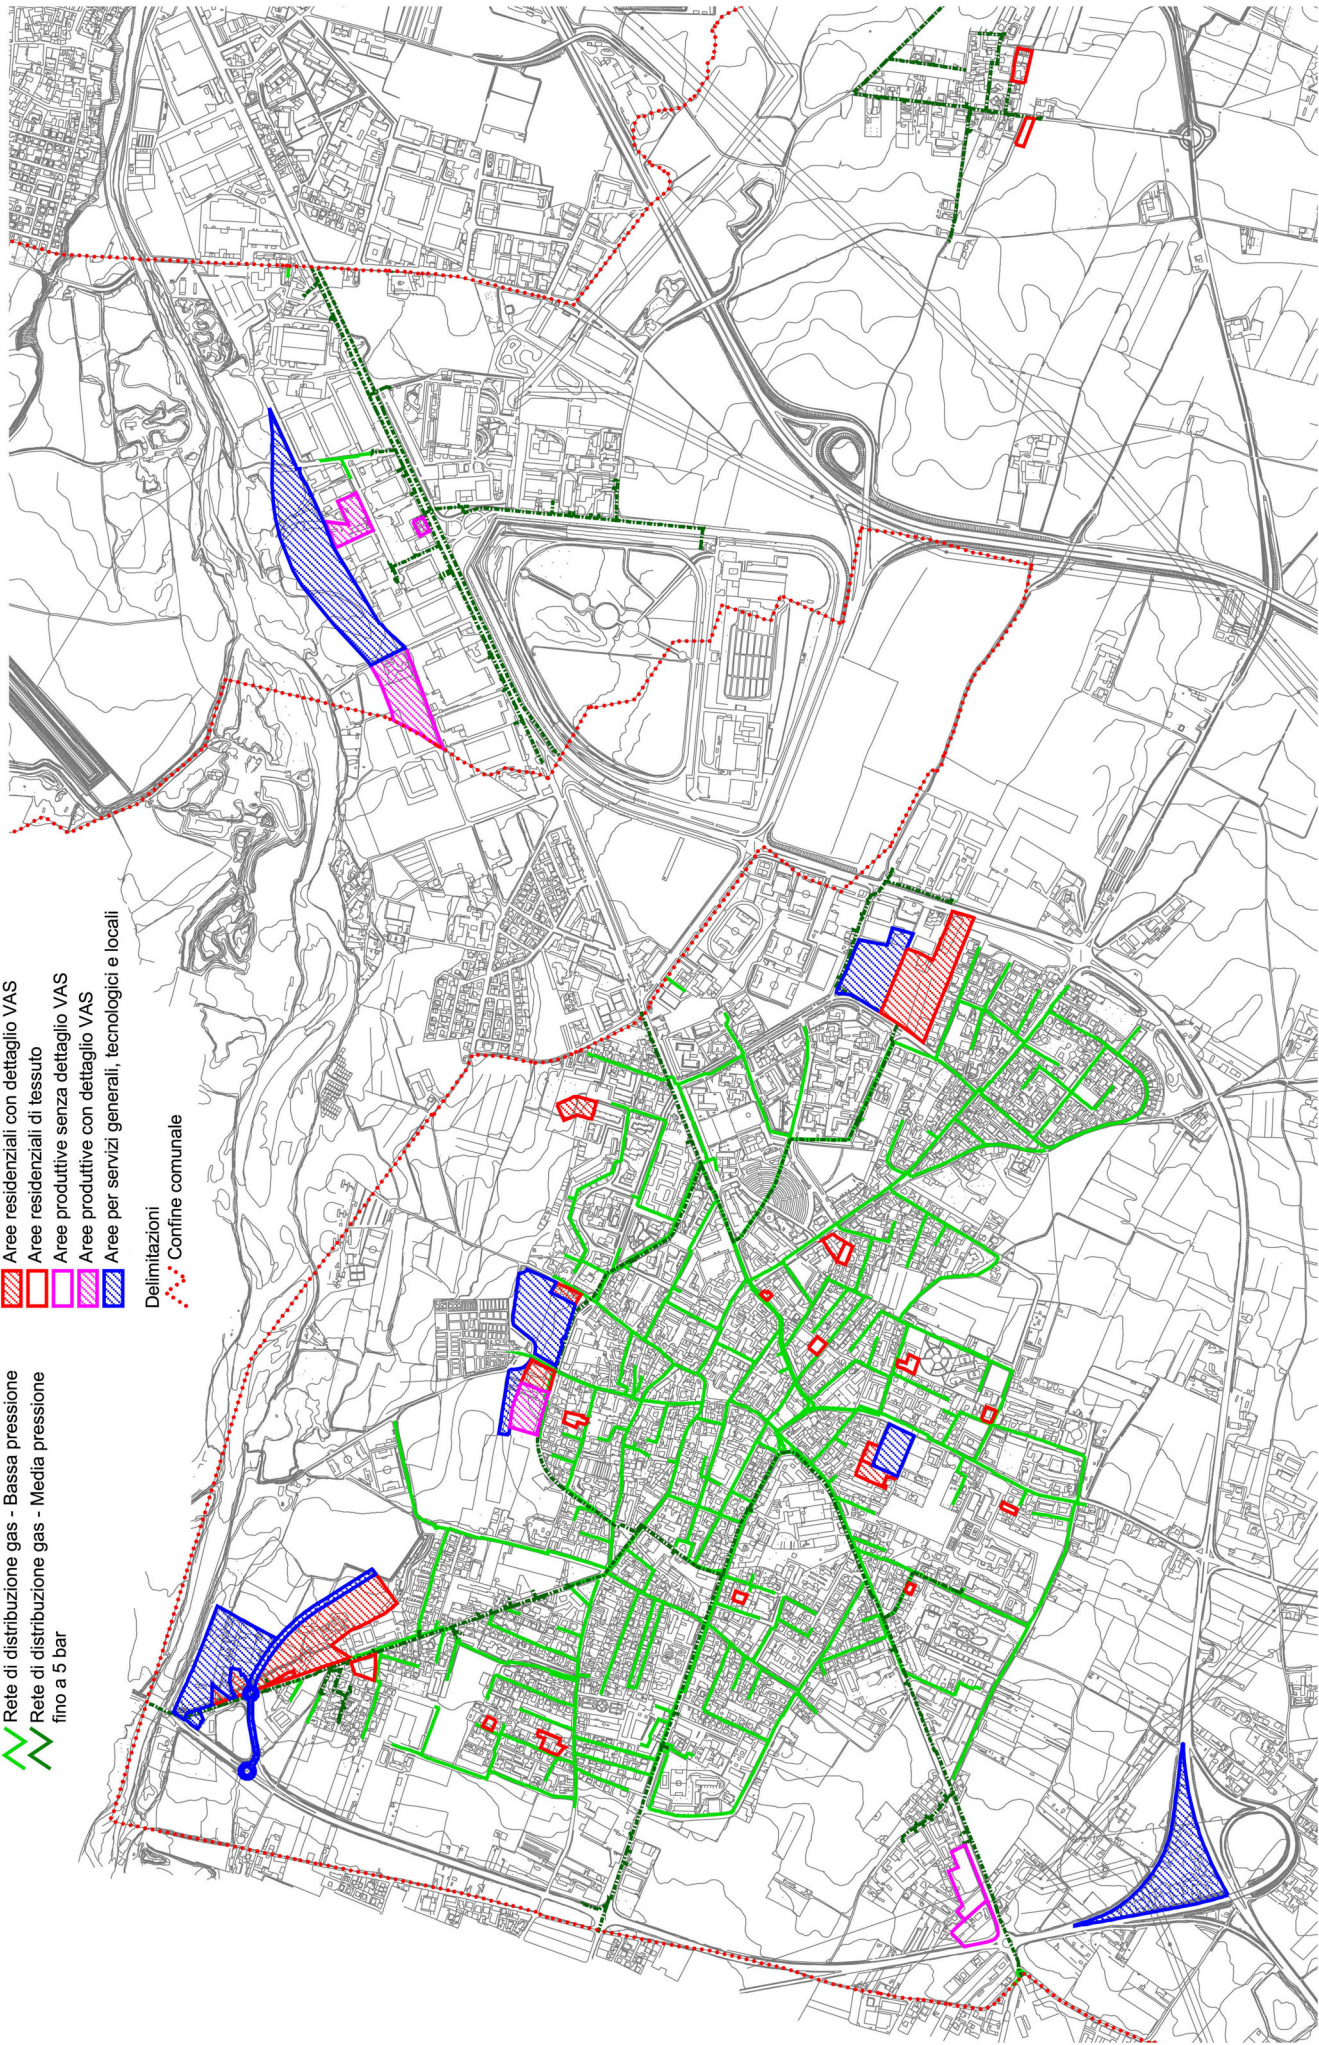 Rete di distribuzione gas - Bassa pressione
Rete di distribuzione gas - Media pressione
fino a 5 bar
Aree residenziali con dettaglio VAS
Aree residenziali di tessuto
Aree produttive senza dettaglio VAS
Aree produttive con dettaglio VAS
Aree per servizi generali, tecnologici e locali
Delimitazioni
Confine comunale